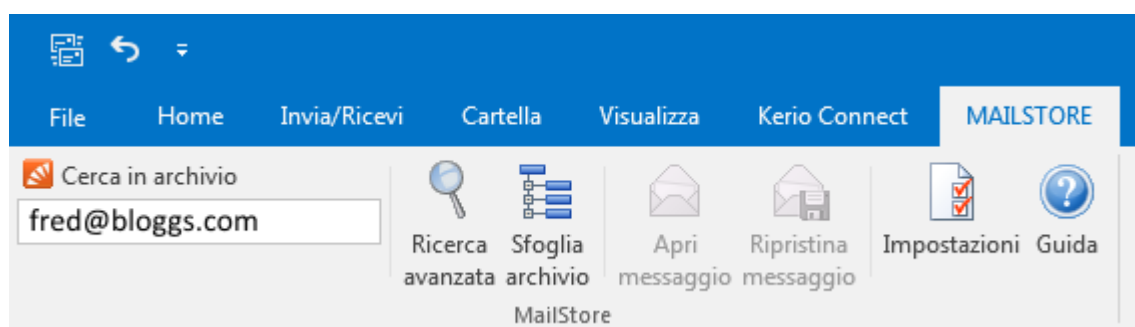 File Home Invia/Ricevi Cartella Visualizza Kerio Connect MAILSTORE
Cerca in archivio
fred@bloggs.com
Ricerca avanzata
Sfoglia archivio
Apri messaggio
Ripristina messaggio
Impostazioni
Guida
MailStore